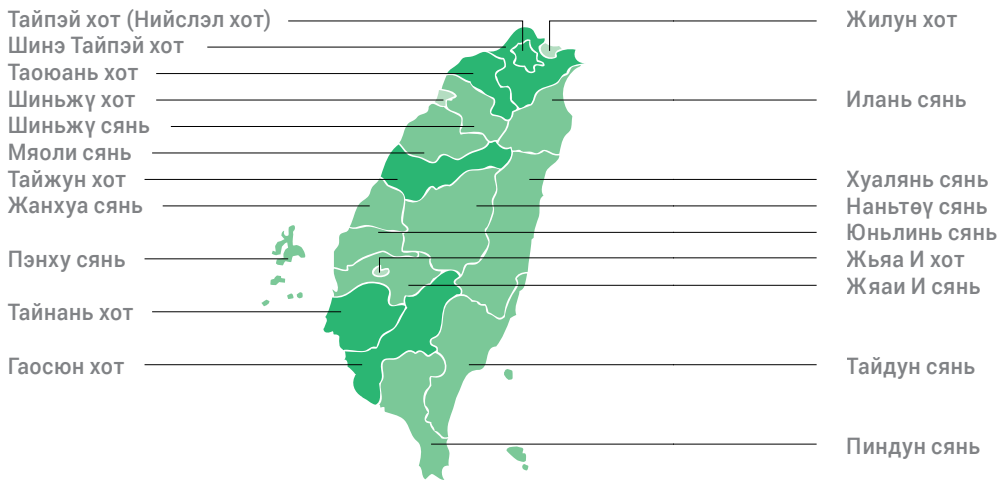 Тайпэй хот (Нийслэл хот)
Шинэ Тайпэй хот
Таоюань хот
Шиньжү хот
Шиньжү сянь
Мяоли сянь
Тайжун хот
Жанхуа сянь
Пэнху сянь
Тайнань хот
Гаосюн хот
Жилун хот
Илань сянь
Хуалянь сянь
Наньтөү сянь
Юньлинь сянь
Жьяа И хот
Жяаи И сянь
Тайдун сянь
Пиндун сянь